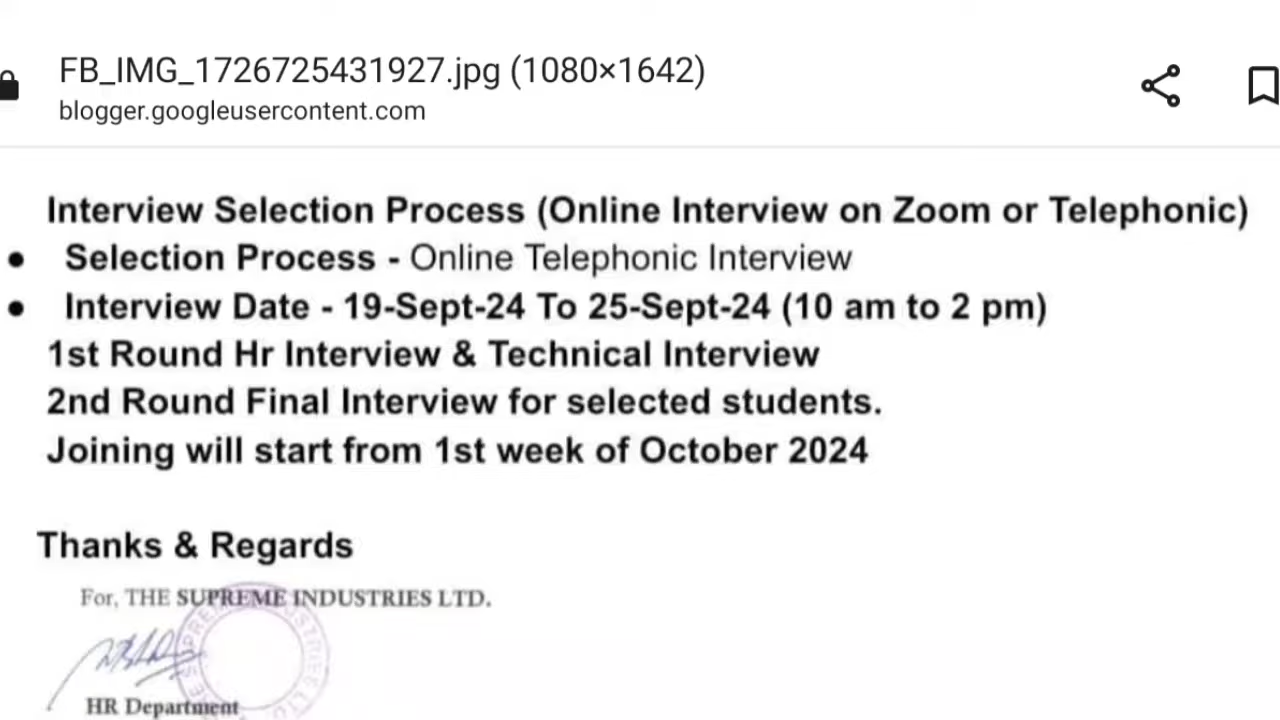 FB_IMG_1726725431927.jpg (1080×1642)
blogger.googleusercontent.com
Interview Selection Process (Online Interview on Zoom or Telephonic)
● Selection Process - Online Telephonic Interview
● Interview Date - 19-Sept-24 To 25-Sept-24 (10 am to 2 pm)
1st Round Hr Interview & Technical Interview
2nd Round Final Interview for selected students.
Joining will start from 1st week of October 2024
Thanks & Regards
For, THE SUPREME INDUSTRIES LTD.
HR Department